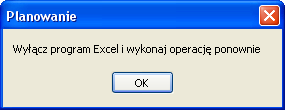 Planowanie
Wyłącz program Excel i wykonaj operację ponownie
OK